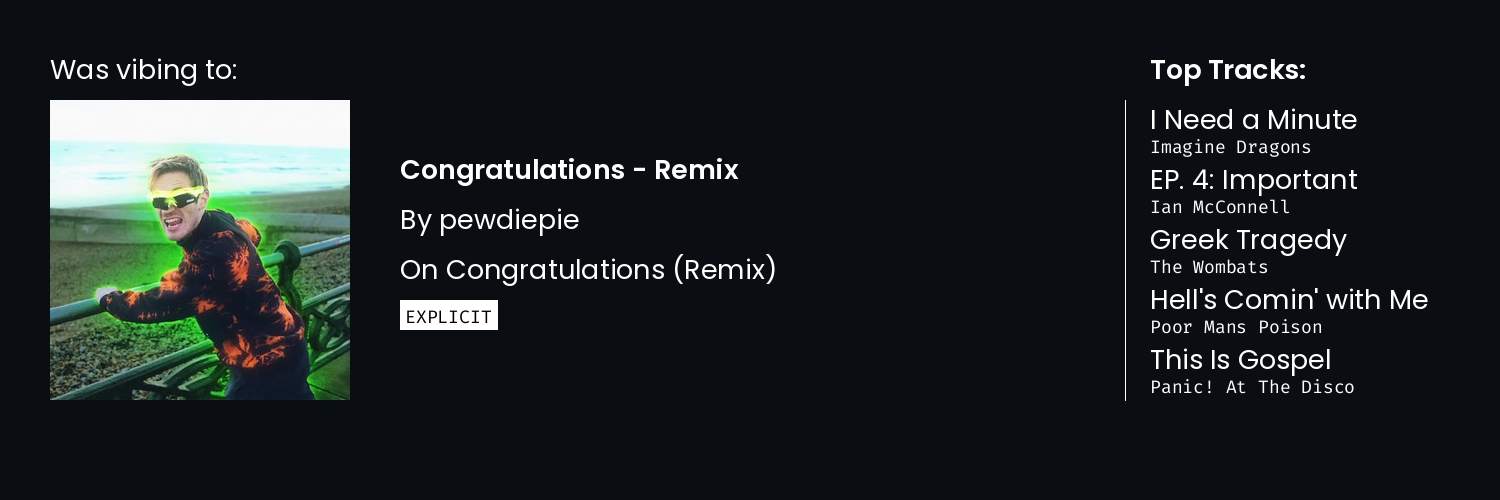 Was vibing to:
Congratulations - Remix
By pewdiepie
On Congratulations (Remix)
EXPLICIT
Top Tracks:
I Need a Minute
Imagine Dragons
EP. 4: Important
Ian McConnell
Greek Tragedy
The Wombats
Hell's Comin' with Me
Poor Mans Poison
This Is Gospel
Panic! At The Disco